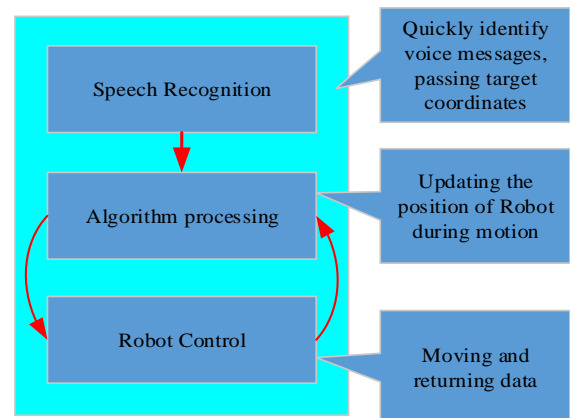 Speech Recognition
Quickly identify
voice messages,
passing target
coordinates
Algorithm processing
Updating the
position of Robot
during motion
Robot Control
Moving and
returning data